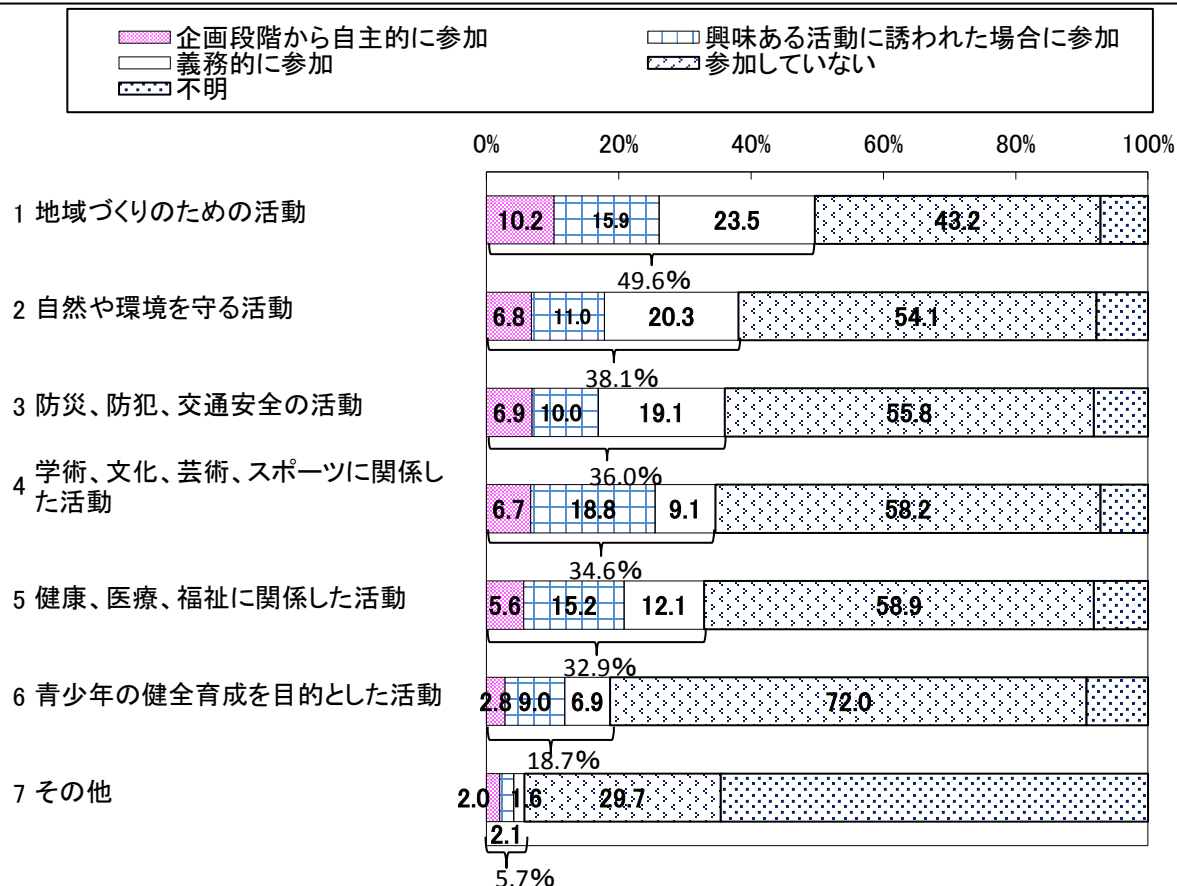 企画段階から自主的に参加 興味ある活動に誘われた場合に参加
義務的に参加 参加していない
不明
0% 20% 40% 60% 80% 100%
1 地域づくりのための活動 10.2 15.9 23.5 43.2
49.6%
2 自然や環境を守る活動 6.8 11.0 20.3 54.1
38.1%
3 防災、防犯、交通安全の活動 6.9 10.0 19.1 55.8
36.0%
4 学術、文化、芸術、スポーツに関係し
た活動 6.7 18.8 9.1 58.2
34.6%
5 健康、医療、福祉に関係した活動 5.6 15.2 12.1 58.9
32.9%
6 青少年の健全育成を目的とした活動 2.8 9.0 6.9 72.0
18.7%
7 その他 2.0 1.6 29.7
2.1
5.7%